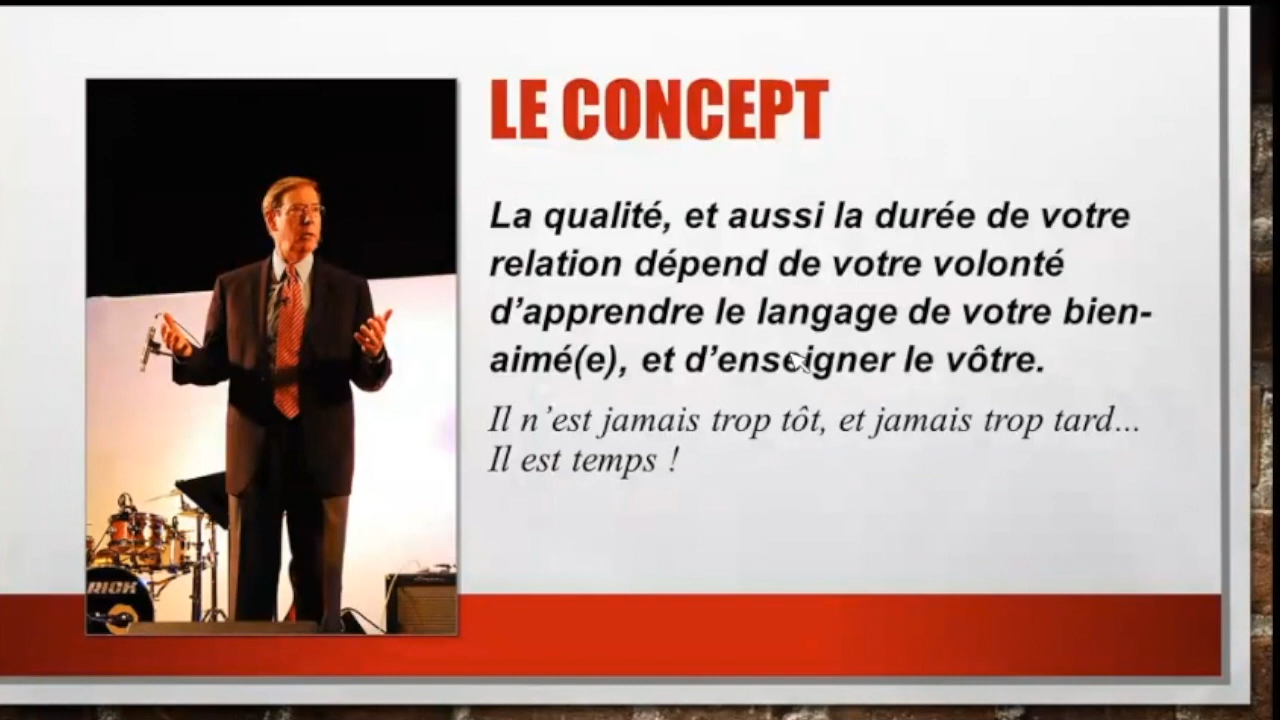 LE CONCEPT
La qualité, et aussi la durée de votre
relation dépend de votre volonté
d’apprendre le langage de votre bien-
aimé(e), et d’enseigner le vôtre.
Il n’est jamais trop tôt, et jamais trop tard...
Il est temps !
RICK